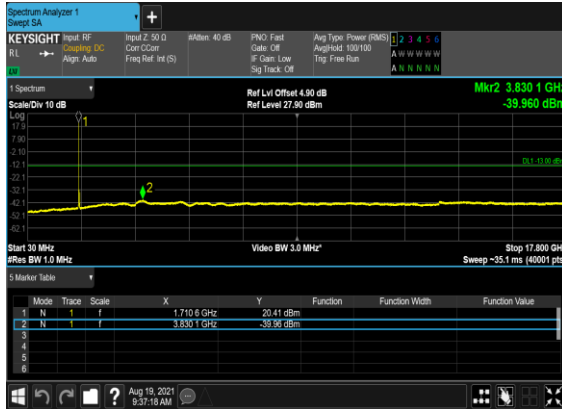 Spectrum Analyzer 1
Swept SA
KEYSIGHT Input: RF Input Z: 50 Ω #Atten: 40 dB PNO: Fast Avg Type: Power (RMS) 1 2 3 4 5 6
RL Coupling: DC Corr CCorr Gate: Off Avg|Hold: 100/100 A W W W W W
Align: Auto Freq Ref: Int (S) IF Gain: Low Trig: Free Run
LU Sig Track: Off A N N N N N
1 Spectrum Ref Lvl Offset 4.90 dB Mkr2 3.830 1 GHz
Scale/Div 10 dB Ref Level 27.90 dBm -39.960 dBm
Log
17.9
7.90
-2.10
-12.1
-22.1
-32.1
-42.1
-52.1
-62.1
1
2
DL1 -13.00 dBm
Start 30 MHz Video BW 3.0 MHz* Stop 17.800 GHz
#Res BW 1.0 MHz Sweep ~35.1 ms (40001 pts)
5 Marker Table
Mode Trace Scale X Y Function Function Width Function Value
1 N 1 f 1.710 6 GHz 20.41 dBm
2 N 1 f 3.830 1 GHz -39.96 dBm
3
4
5
6
? Aug 19, 2021
9:37:18 AM